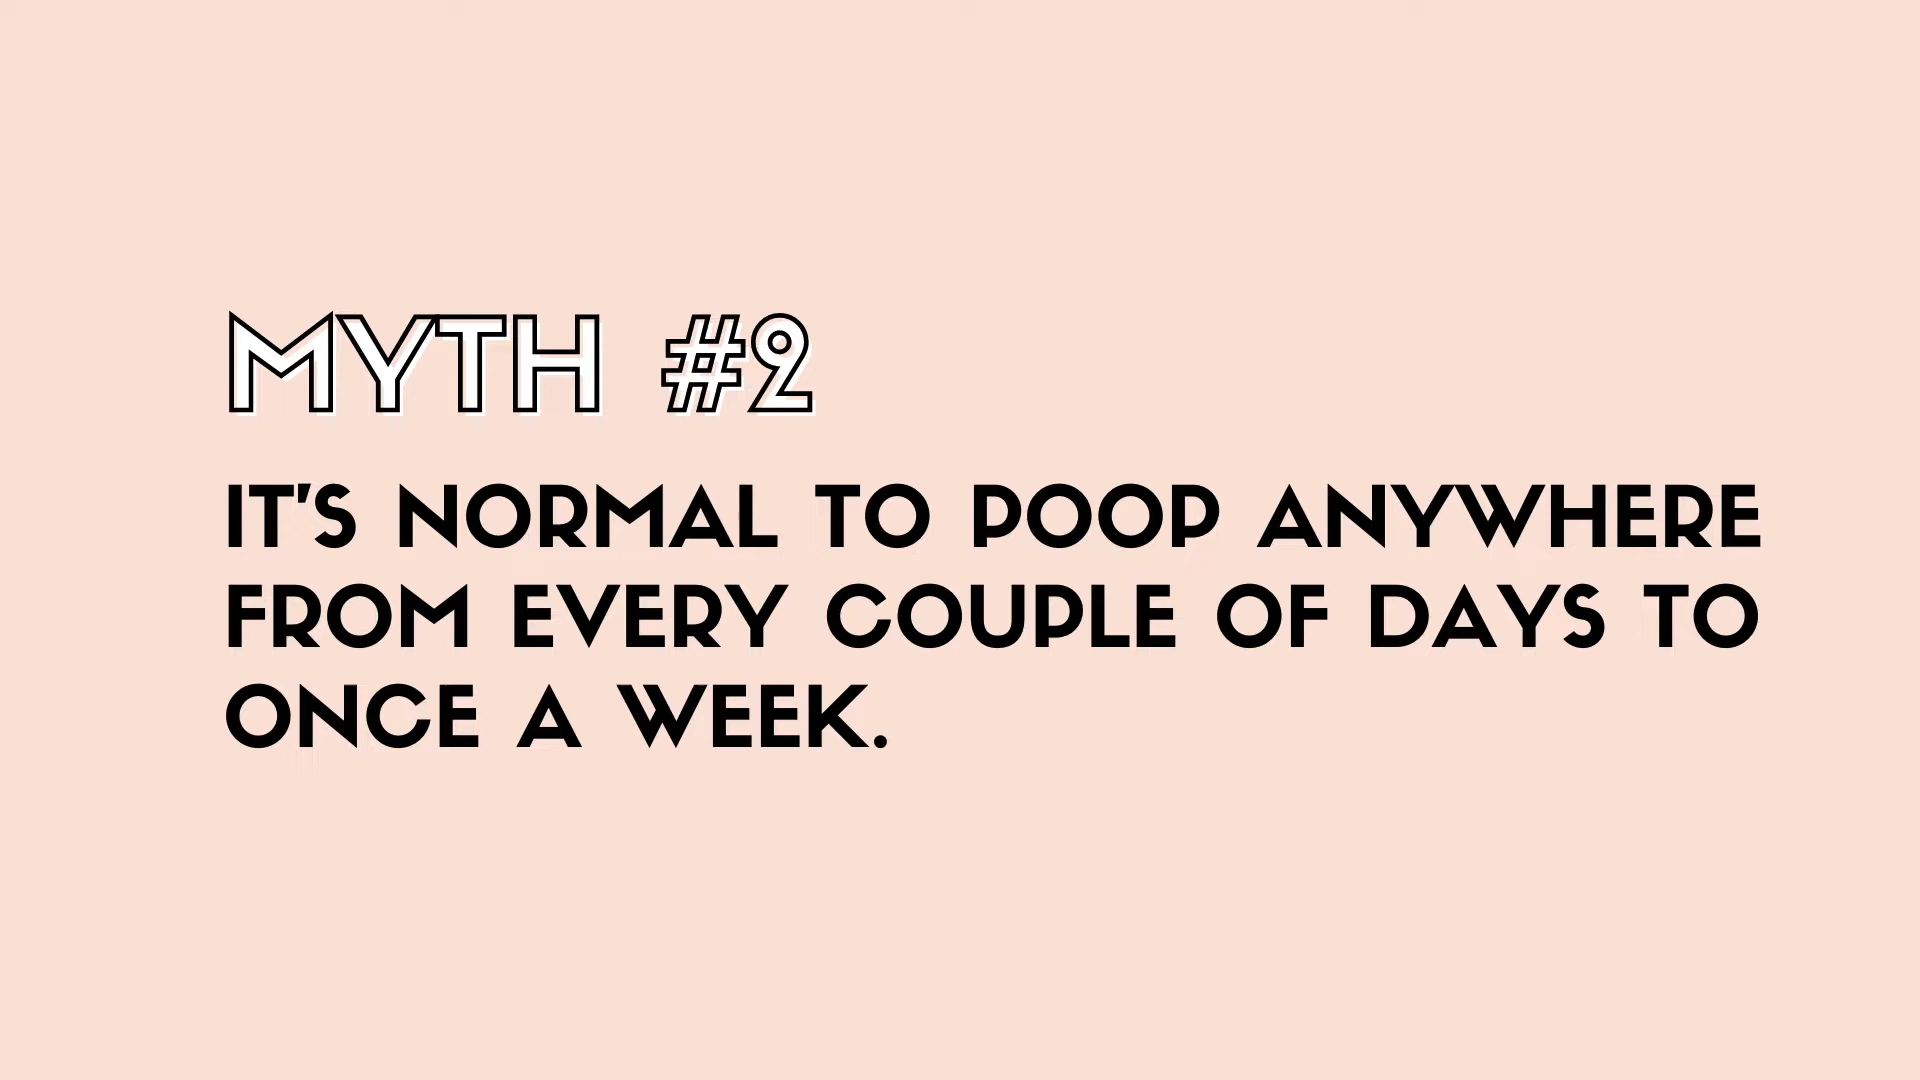 MYTH #2
IT'S NORMAL TO POOP ANYWHERE
FROM EVERY COUPLE OF DAYS TO
ONCE A WEEK.